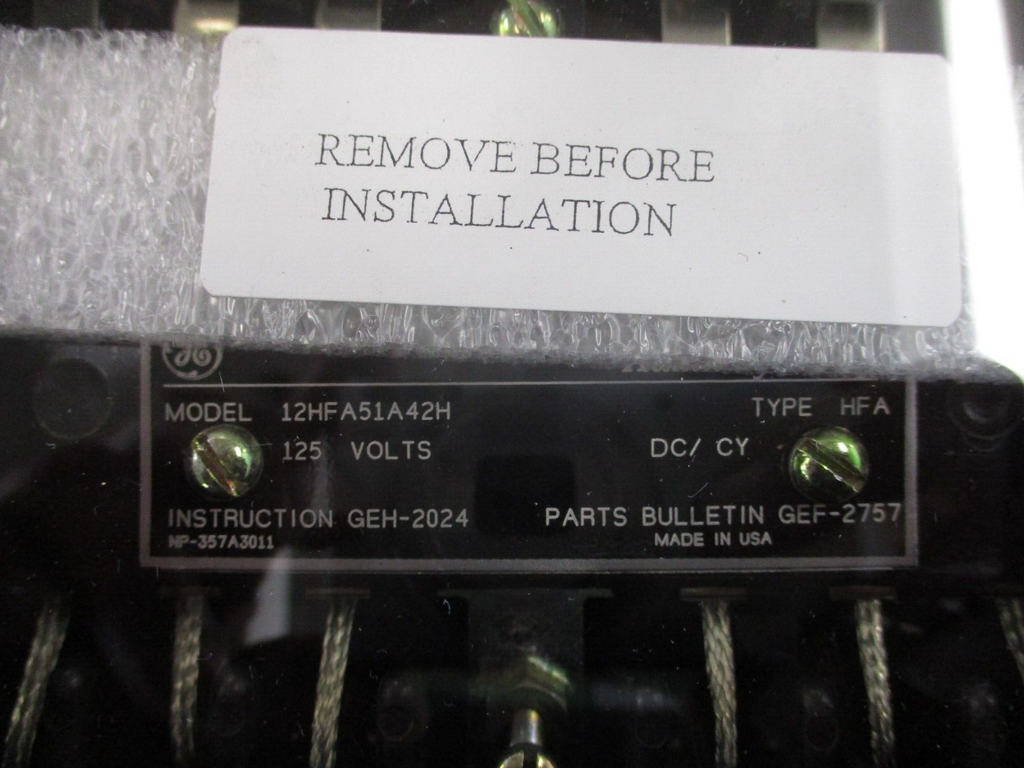 REMOVE BEFORE
INSTALLATION
MODEL 12HFA51A42H TYPE HFA
125 VOLTS DC/ CY
INSTRUCTION GEH-2024 PARTS BULLETIN GEF-2757
NP-357A3011 MADE IN USA